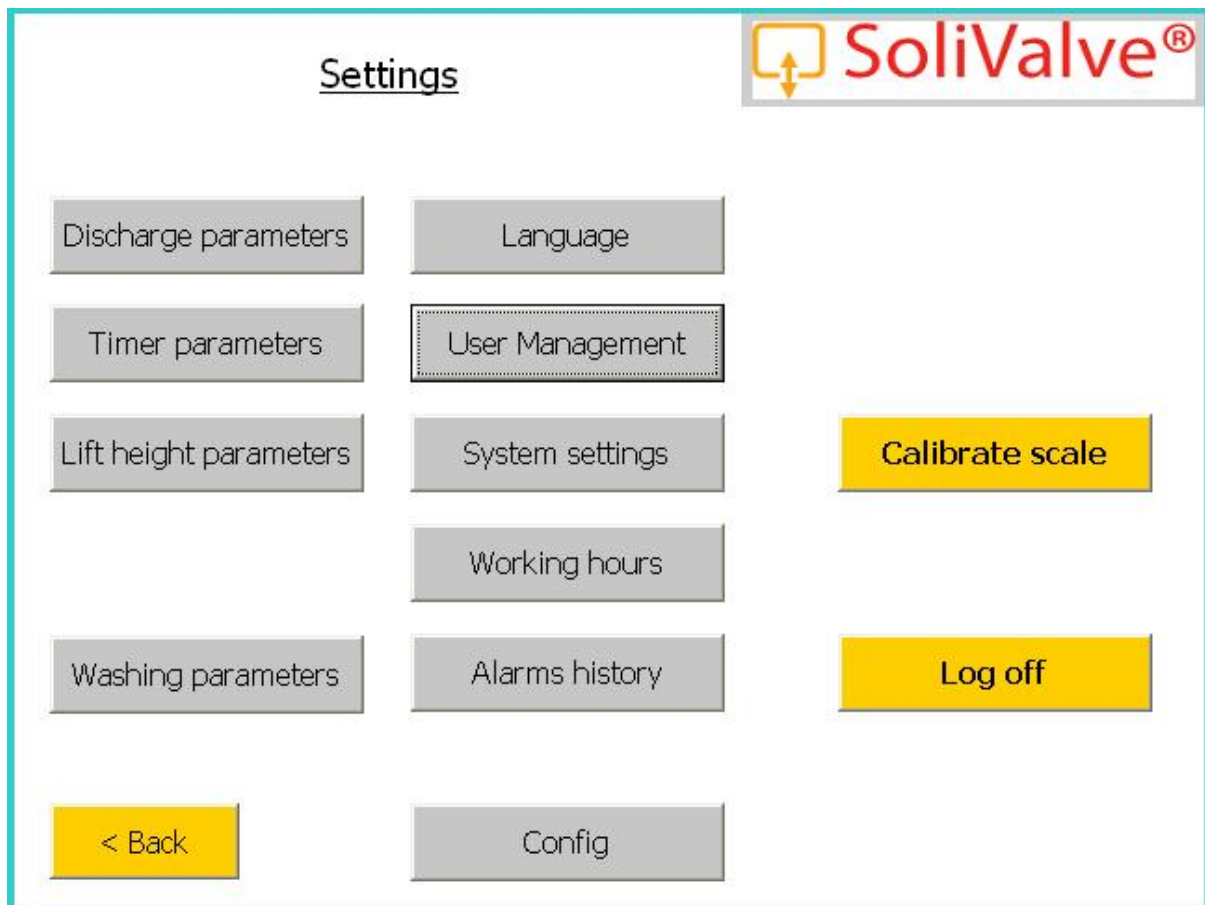 Settings
SoliValve®
Discharge parameters
Language
Timer parameters
User Management
Lift height parameters
System settings
Calibrate scale
Working hours
Washing parameters
Alarms history
Log off
< Back
Config